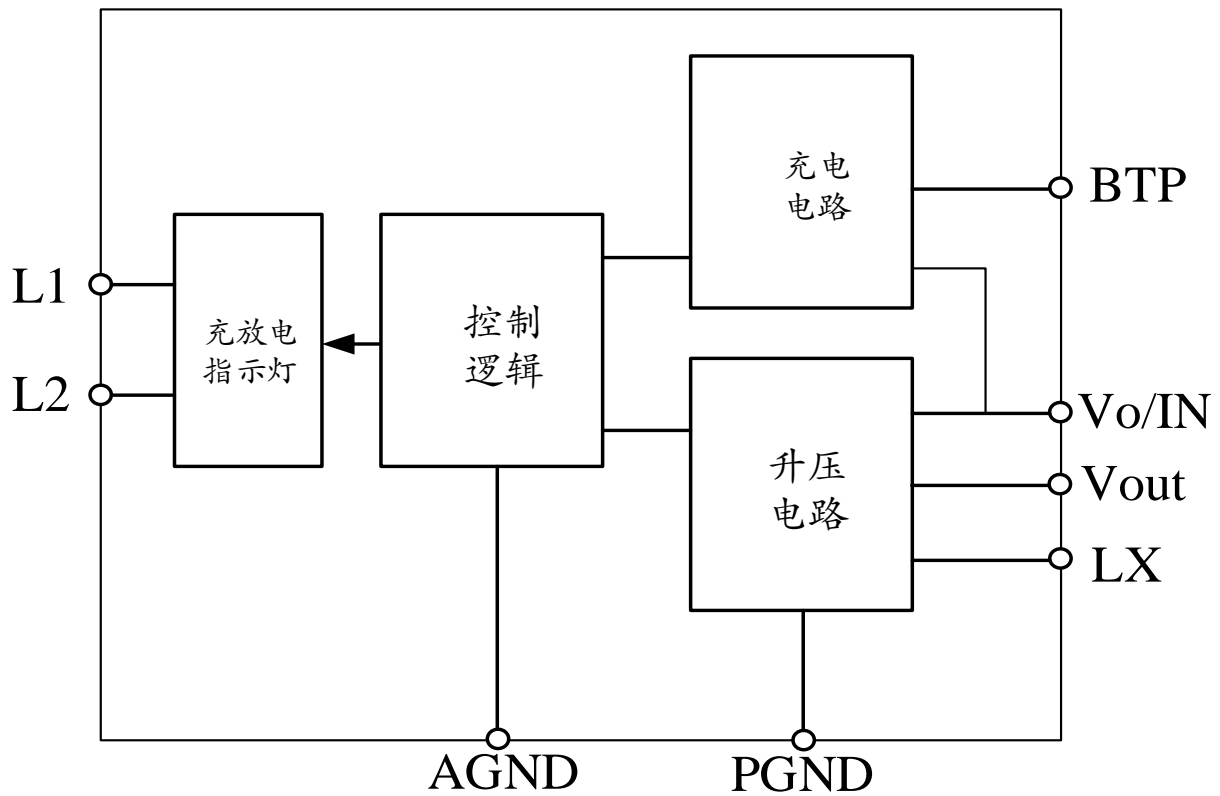 充电
电路
BTP
L1
充放电
指示灯
控制
逻辑
L2
Vo/IN
升压
电路
Vout
LX
AGND
PGND